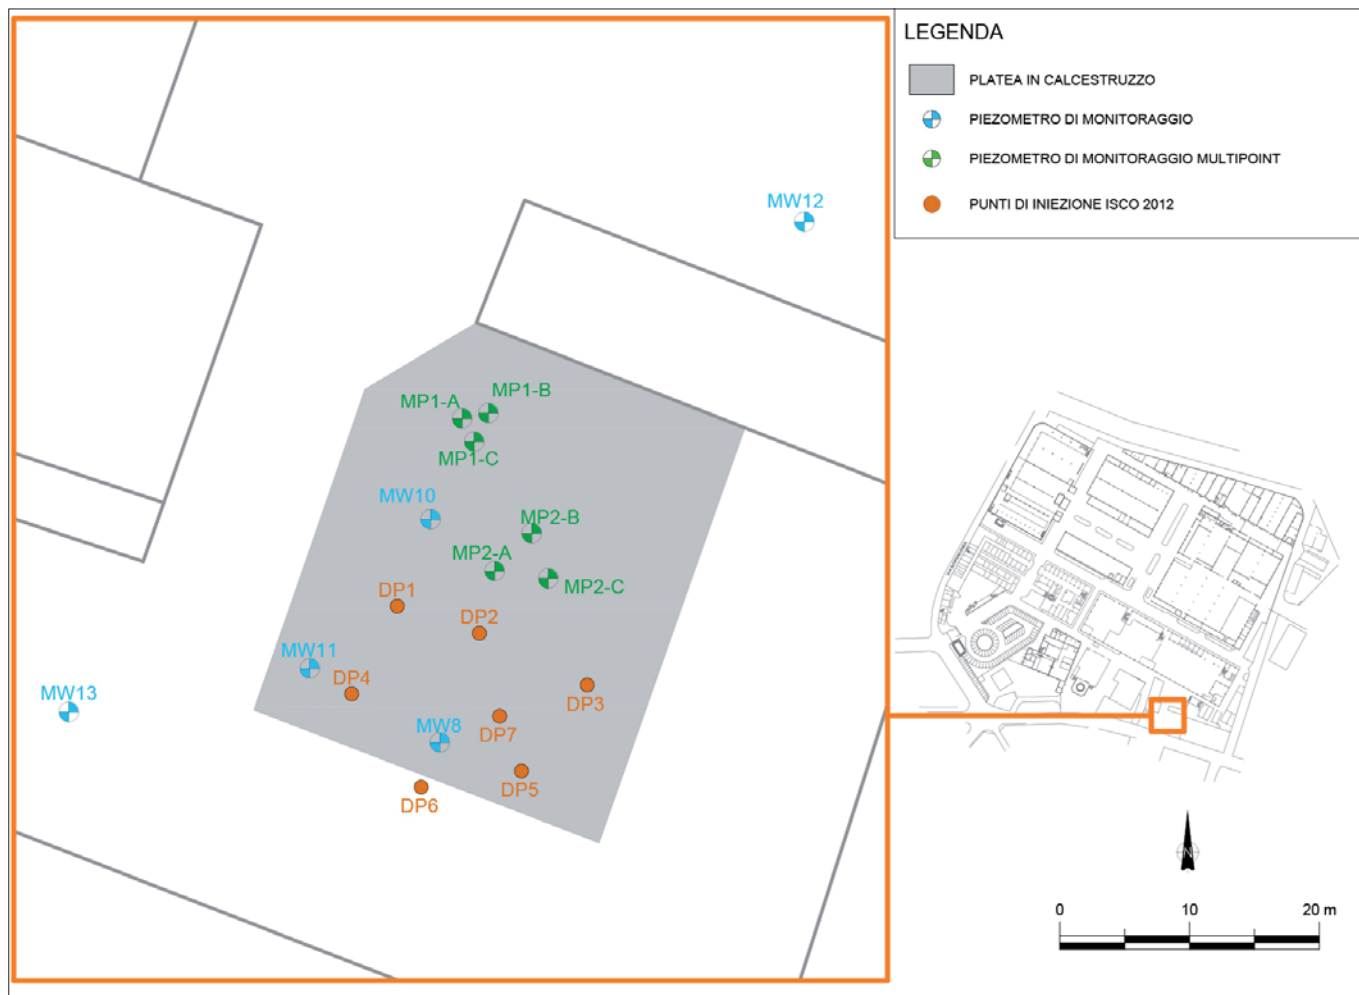 LEGENDA
PLATEA IN CALCESTRUZZO
PIEZOMETRO DI MONITORAGGIO
PIEZOMETRO DI MONITORAGGIO MULTIPOINT
PUNTI DI INIEZIONE ISCO 2012
MW12
MP1-B
MP1-A
MP1-C
MW10
MP2-B
MP2-A
MP2-C
DP1
DP2
MW11
DP4
DP3
MW13
MW8
DP7
DP5
DP6
N
0 10 20 m